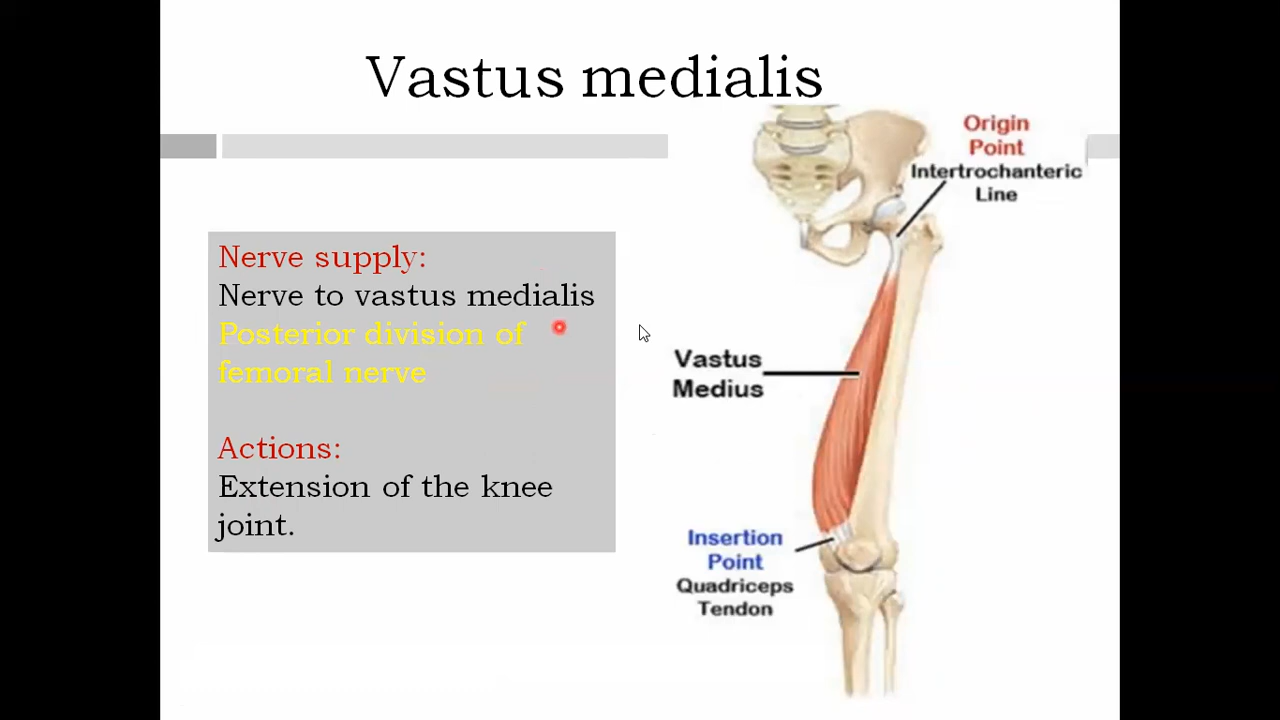 Vastus medialis
Origin
Point
Intertrochanteric
Line
Nerve supply:
Nerve to vastus medialis
Posterior division of
femoral nerve
Actions:
Extension of the knee
joint.
Vastus
Medius
Insertion
Point
Quadriceps
Tendon